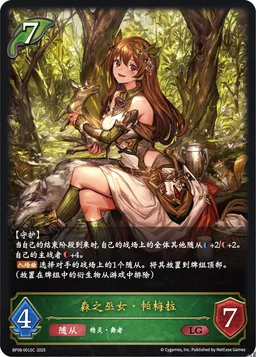 7
【守护】
当自己的结束阶段到来时,自己的战场上的全体其他随从+2/+2。
自己的主战者+4。
入场曲 选择对手的战场上的1个随从。将其放置到牌组顶部。
(放置在牌组中的衍生物从游戏中排除)
森之巫女·帕梅拉
4
随从
精灵·舞者
LG
7
BP08-001SC 2025
© Cygames, Inc. Published by NetEase Games